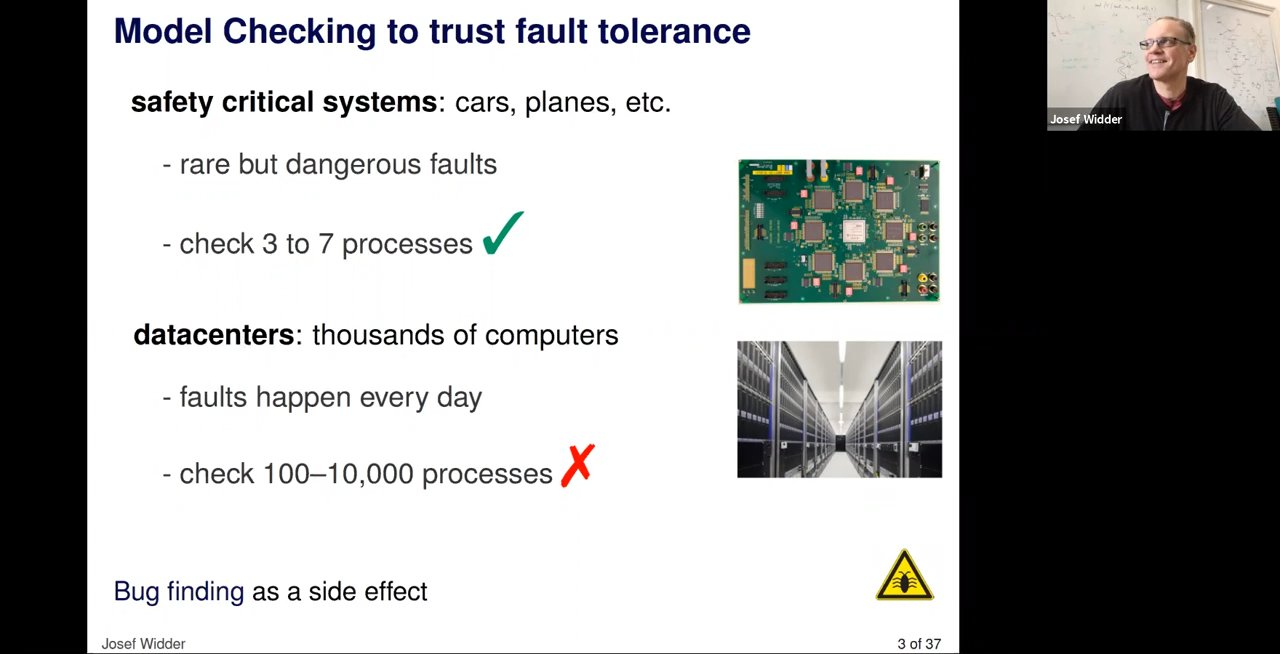 Model Checking to trust fault tolerance
safety critical systems: cars, planes, etc.
- rare but dangerous faults
- check 3 to 7 processes ✓
datacenters: thousands of computers
- faults happen every day
- check 100–10,000 processes ✗
Bug finding as a side effect
Josef Widder
3 of 37
Josef Widder